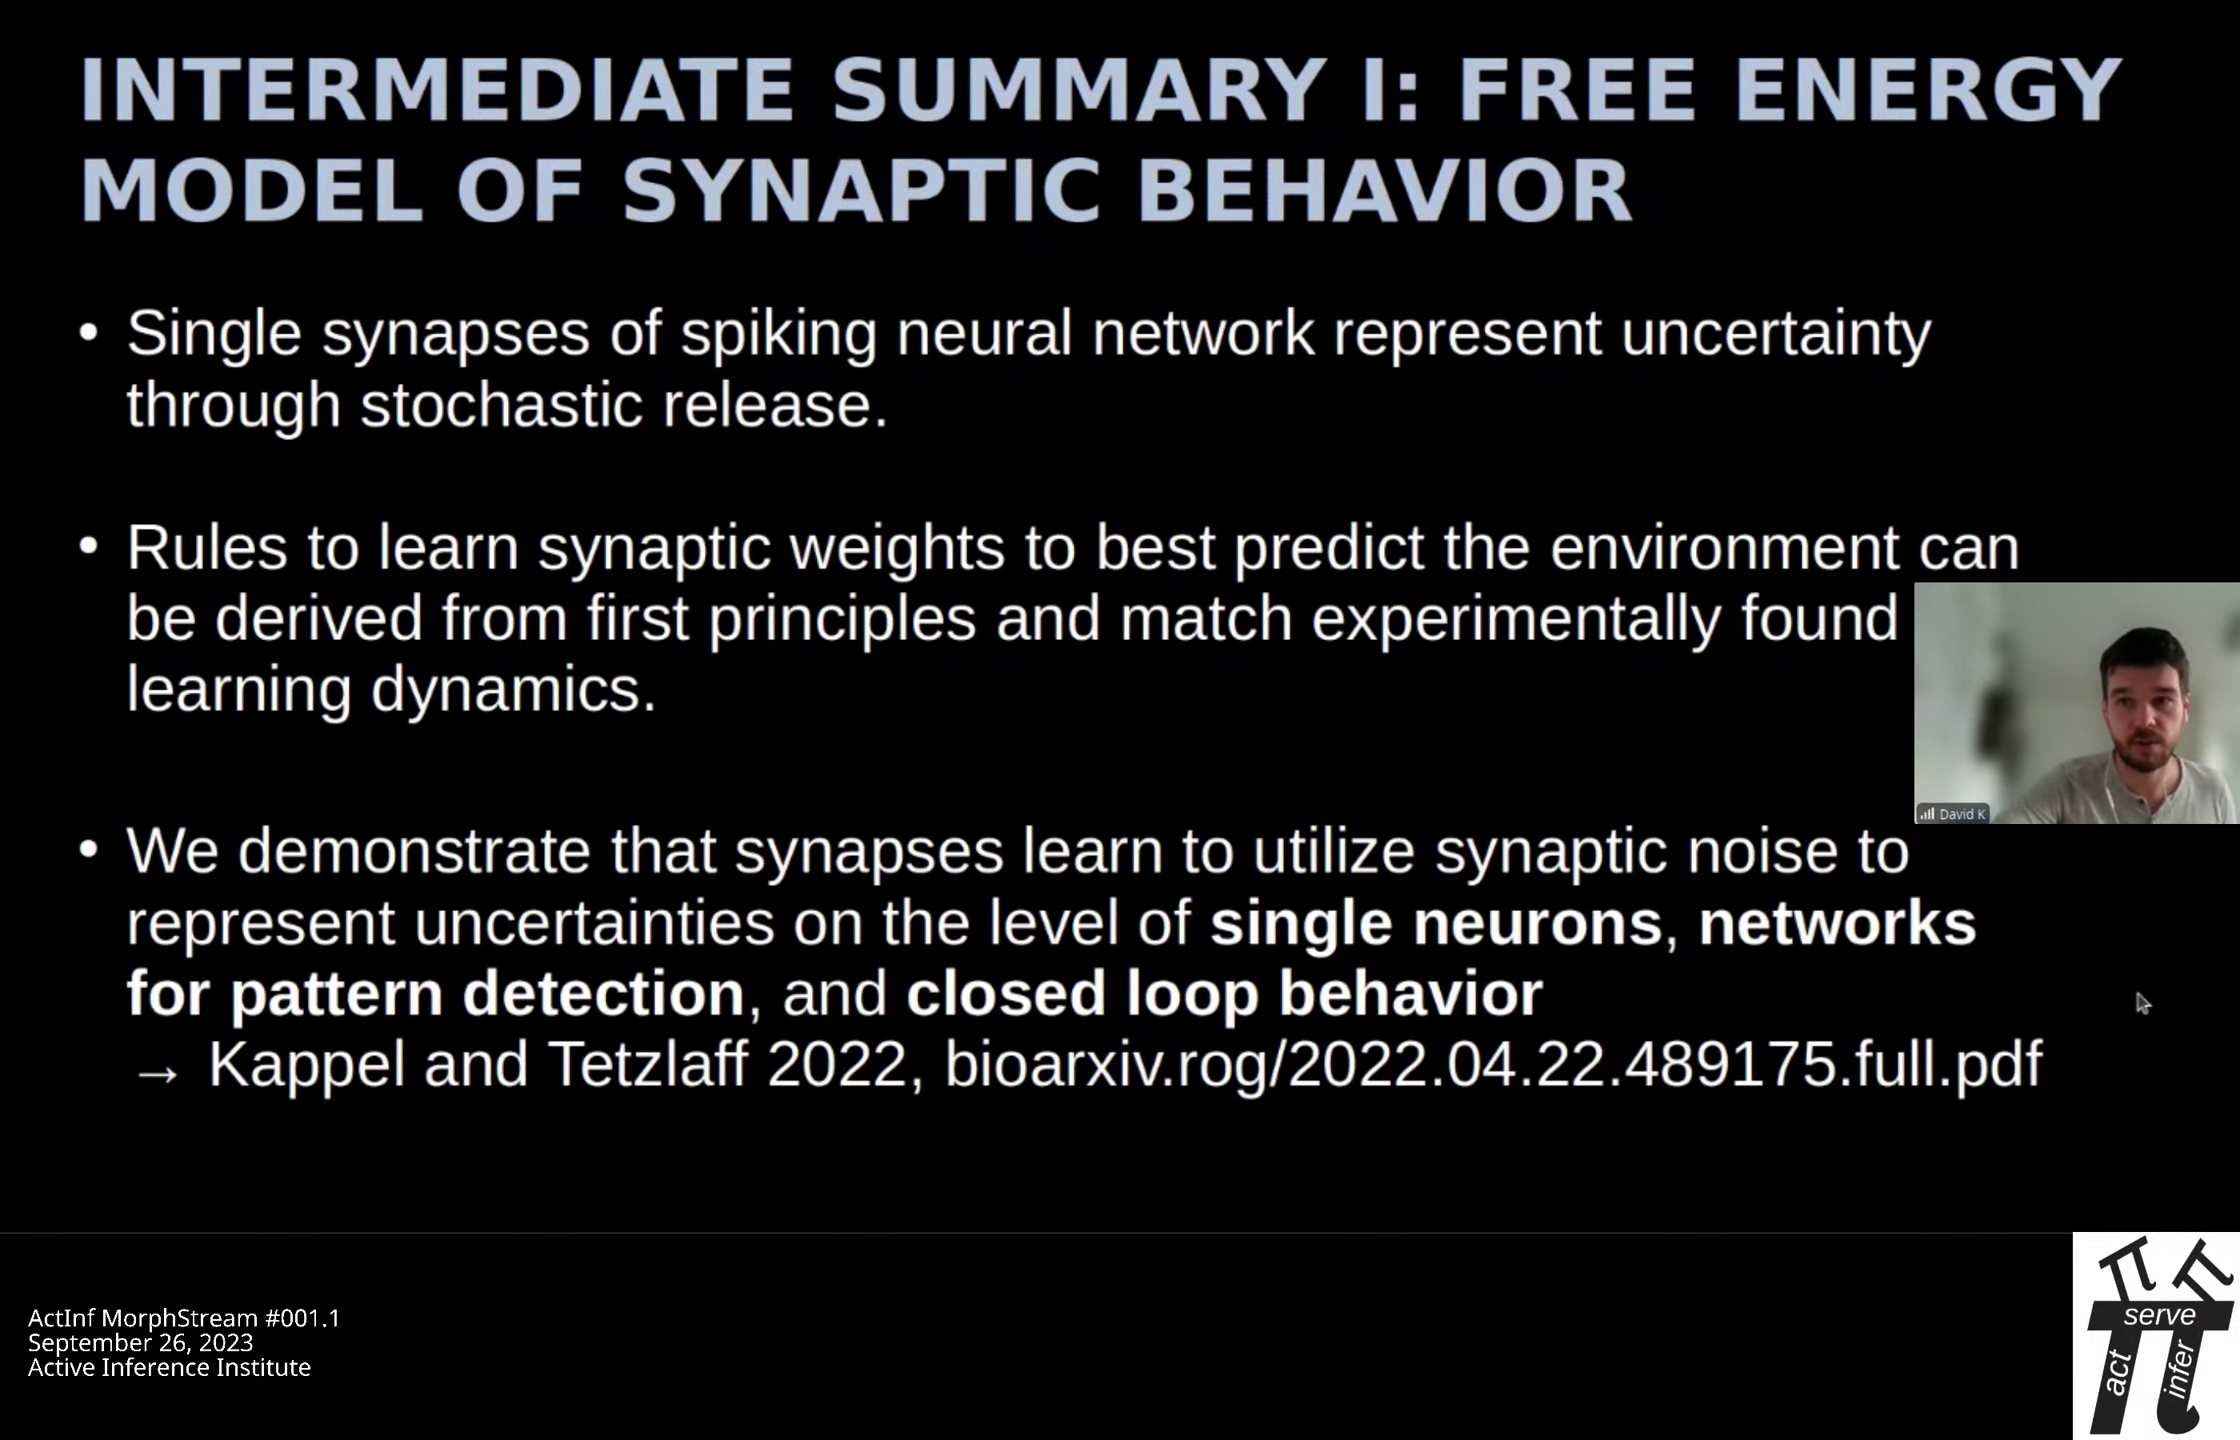 INTERMEDIATE SUMMARY I: FREE ENERGY
MODEL OF SYNAPTIC BEHAVIOR
• Single synapses of spiking neural network represent uncertainty
through stochastic release.
• Rules to learn synaptic weights to best predict the environment can
be derived from first principles and match experimentally found
learning dynamics.
• We demonstrate that synapses learn to utilize synaptic noise to
represent uncertainties on the level of single neurons, networks
for pattern detection, and closed loop behavior
→ Kappel and Tetzlaff 2022, bioarxiv.rog/2022.04.22.489175.full.pdf
David K
ActInf MorphStream #001.1
September 26, 2023
Active Inference Institute
serve
act
infer